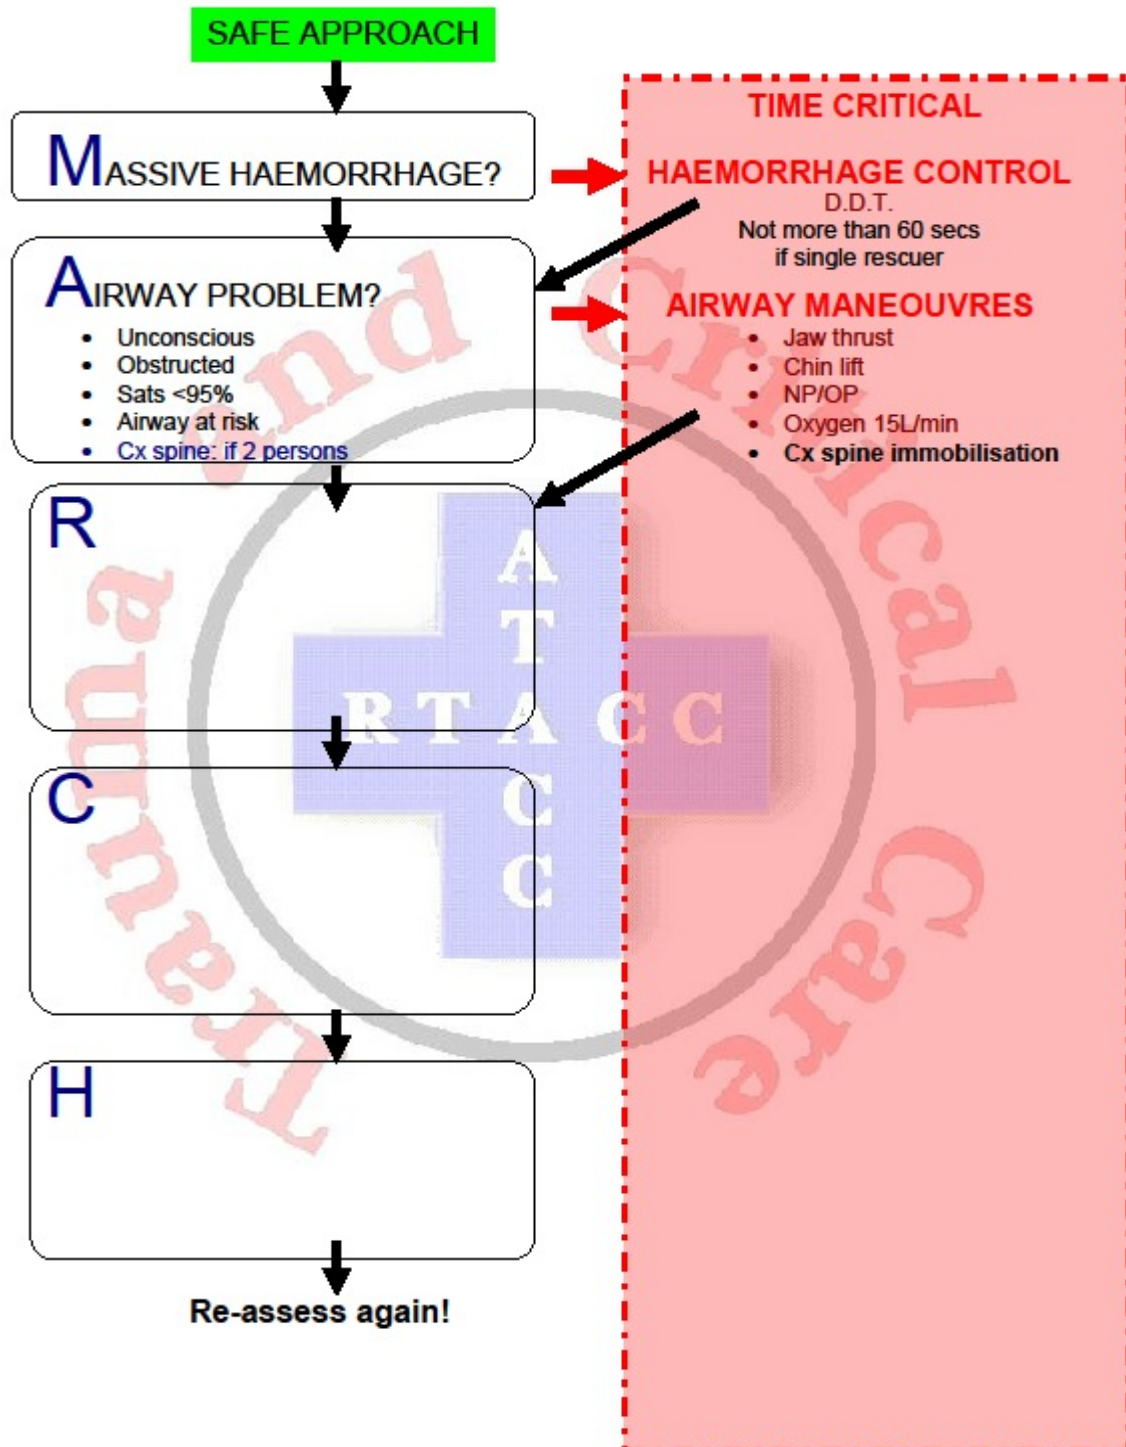 SAFE APPROACH
MASSIVE HAEMORRHAGE?
TIME CRITICAL
HAEMORRHAGE CONTROL
D.D.T.
Not more than 60 secs
if single rescuer
AIRWAY PROBLEM?
• Unconscious
• Obstructed
• Sats <95%
• Airway at risk
• Cx spine: if 2 persons
AIRWAY MANEOUVRES
• Jaw thrust
• Chin lift
• NP/OP
• Oxygen 15L/min
• Cx spine immobilisation
R
C
H
Re-assess again!
Trauma and Critical Care
ATACC
RTACC